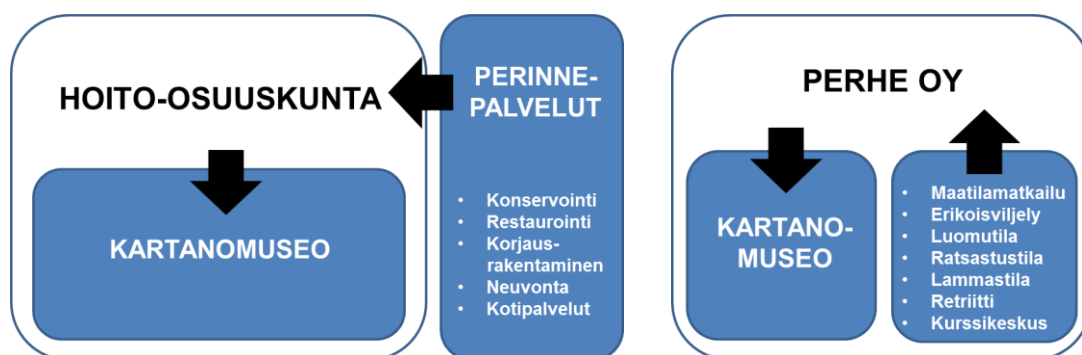 HOITO-OSUUSKUNTA
KARTANOMUSEO
PERINNE-
PALVELUT
• Konservointi
• Restaurointi
• Korjaus-
rakentaminen
• Neuvonta
• Kotipalvelut
PERHE OY
KARTANO-
MUSEO
• Maatilamatkailu
• Erikoisviljely
• Luomutila
• Ratsastustila
• Lammastila
• Retriitti
• Kurssikeskus